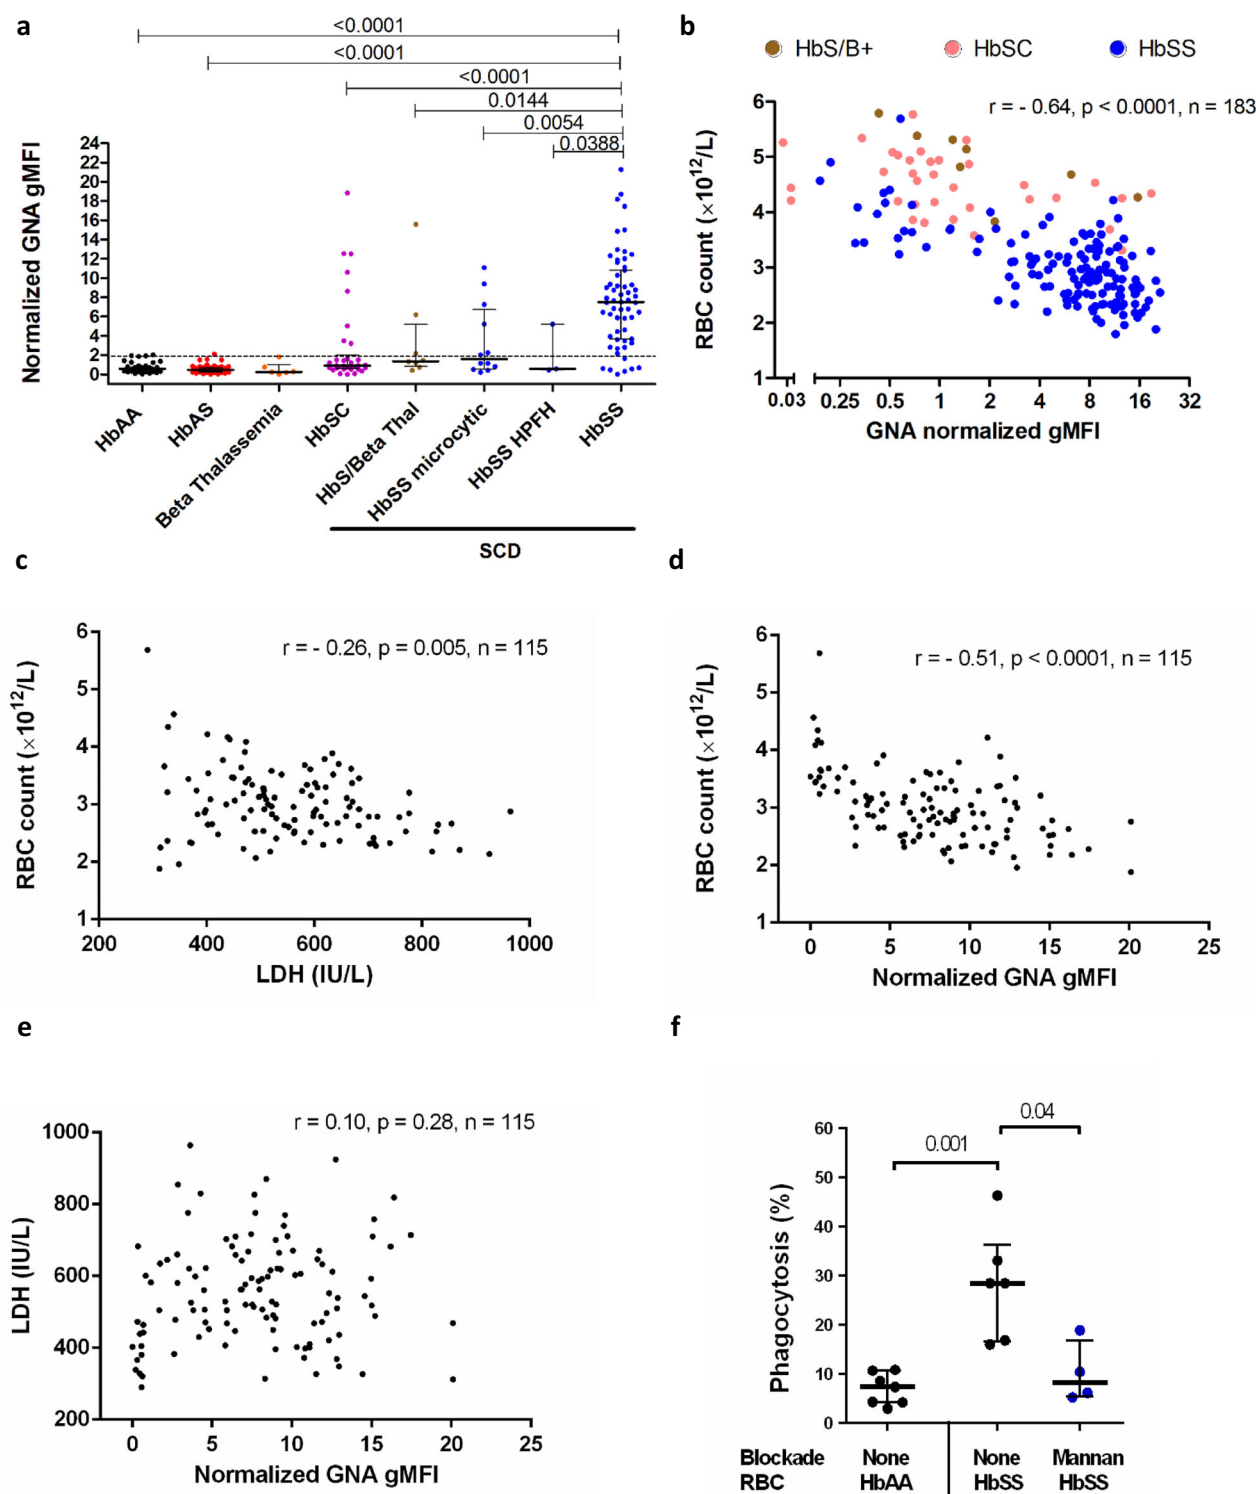 a
<0.0001
<0.0001
<0.0001
0.0144
0.0054
0.0388
Normalized GNA gMFI
24
22
20
18
16
14
12
10
8
6
4
2
0
HbAA
HbAS
Beta Thalassemia
HbSC
HbS/Beta Thal
HbSS microcytic
HbSS HPFH
HbSS
SCD
b
HbS/B+ HbSC HbSS
r = - 0.64, p < 0.0001, n = 183
RBC count (×10¹²/L)
6
5
4
3
2
1
0.03 0.25 0.5 1 2 4 8 16 32
GNA normalized gMFI
c
r = - 0.26, p = 0.005, n = 115
RBC count (×10¹²/L)
6
5
4
3
2
1
200 400 600 800 1000
LDH (IU/L)
d
r = - 0.51, p < 0.0001, n = 115
RBC count (×10¹²/L)
6
5
4
3
2
1
0 5 10 15 20 25
Normalized GNA gMFI
e
r = 0.10, p = 0.28, n = 115
LDH (IU/L)
1000
800
600
400
200
0 5 10 15 20 25
Normalized GNA gMFI
f
0.04
0.001
Phagocytosis (%)
60
50
40
30
20
10
0
Blockade None None Mannan
RBC HbAA HbSS HbSS